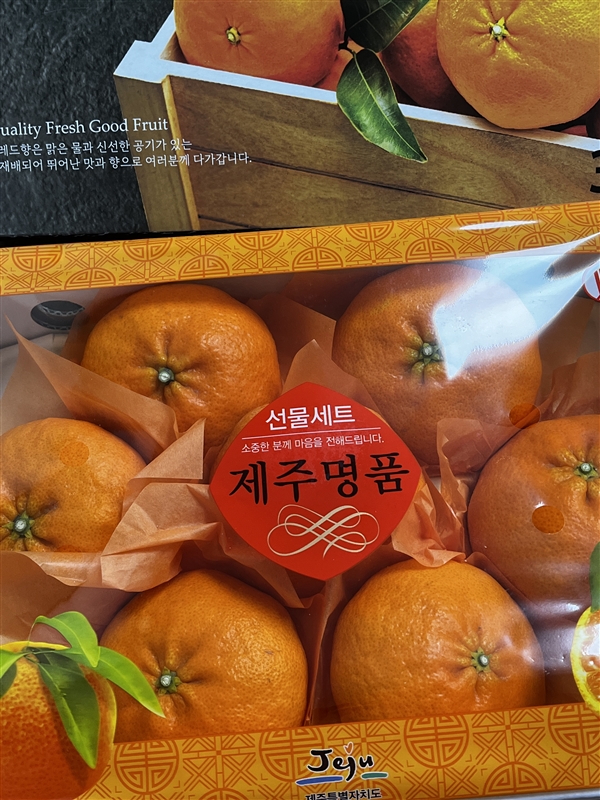 uality Fresh Good Fruit
레드향은 맑은 물과 신선한 공기가 있는
재배되어 뛰어난 맛과 향으로 여러분께 다가갑니다.
선물세트
소중한 분께 마음을 전해드립니다.
제주명품
Jeju
제주특별자치도